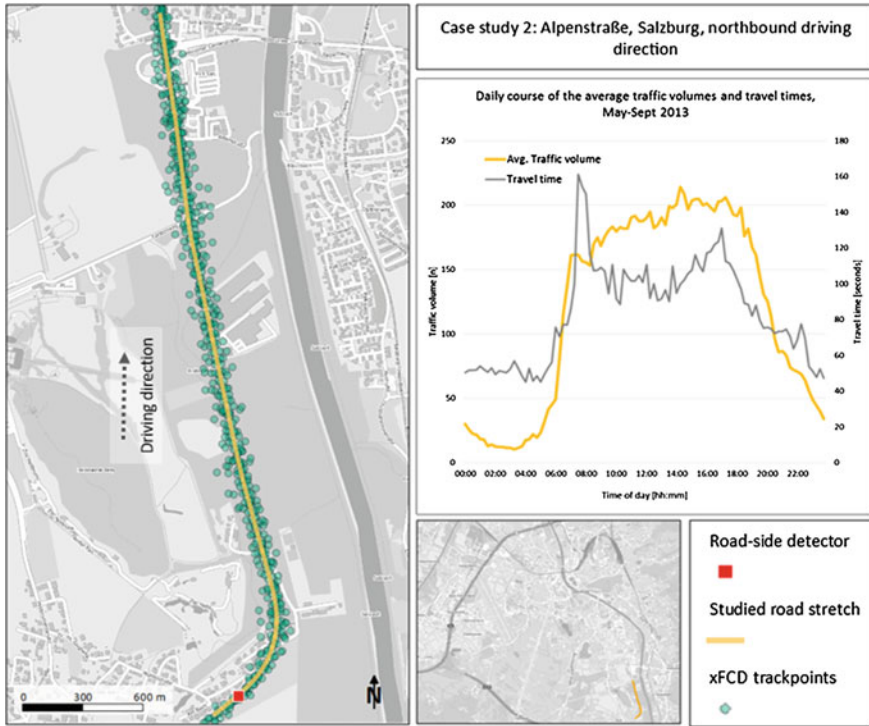 Case study 2: Alpenstraße, Salzburg, northbound driving
direction
Driving direction
0 300 600 m
N
Daily course of the average traffic volumes and travel times,
May-Sept 2013
Avg. Traffic volume
Travel time
Traffic volume [n]
250
200
150
100
50
0
180
160
140
120
100
80
60
40
20
0
Travel time [seconds]
00:00 02:00 04:00 06:00 08:00 10:00 12:00 14:00 16:00 18:00 20:00 22:00
Time of day [hh:mm]
Road-side detector
Studied road stretch
xFCD trackpoints